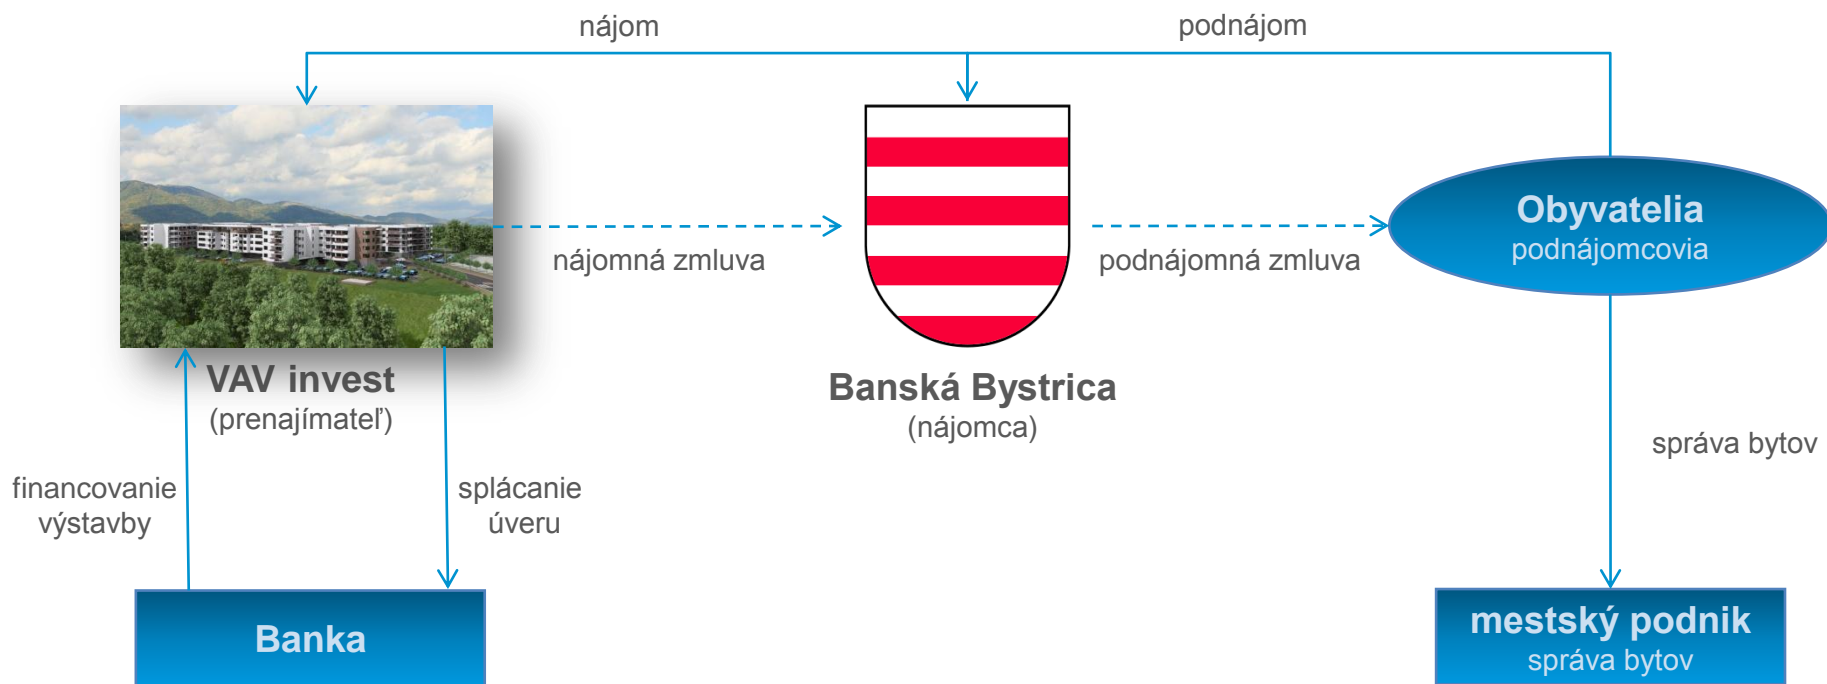 nájom
podnájom
Obyvatelia
podnájomcovia
nájomná zmluva
podnájomná zmluva
VAV invest
(prenajímateľ)
Banská Bystrica
(nájomca)
správa bytov
financovanie
výstavby
splácanie
úveru
Banka
mestský podnik
správa bytov